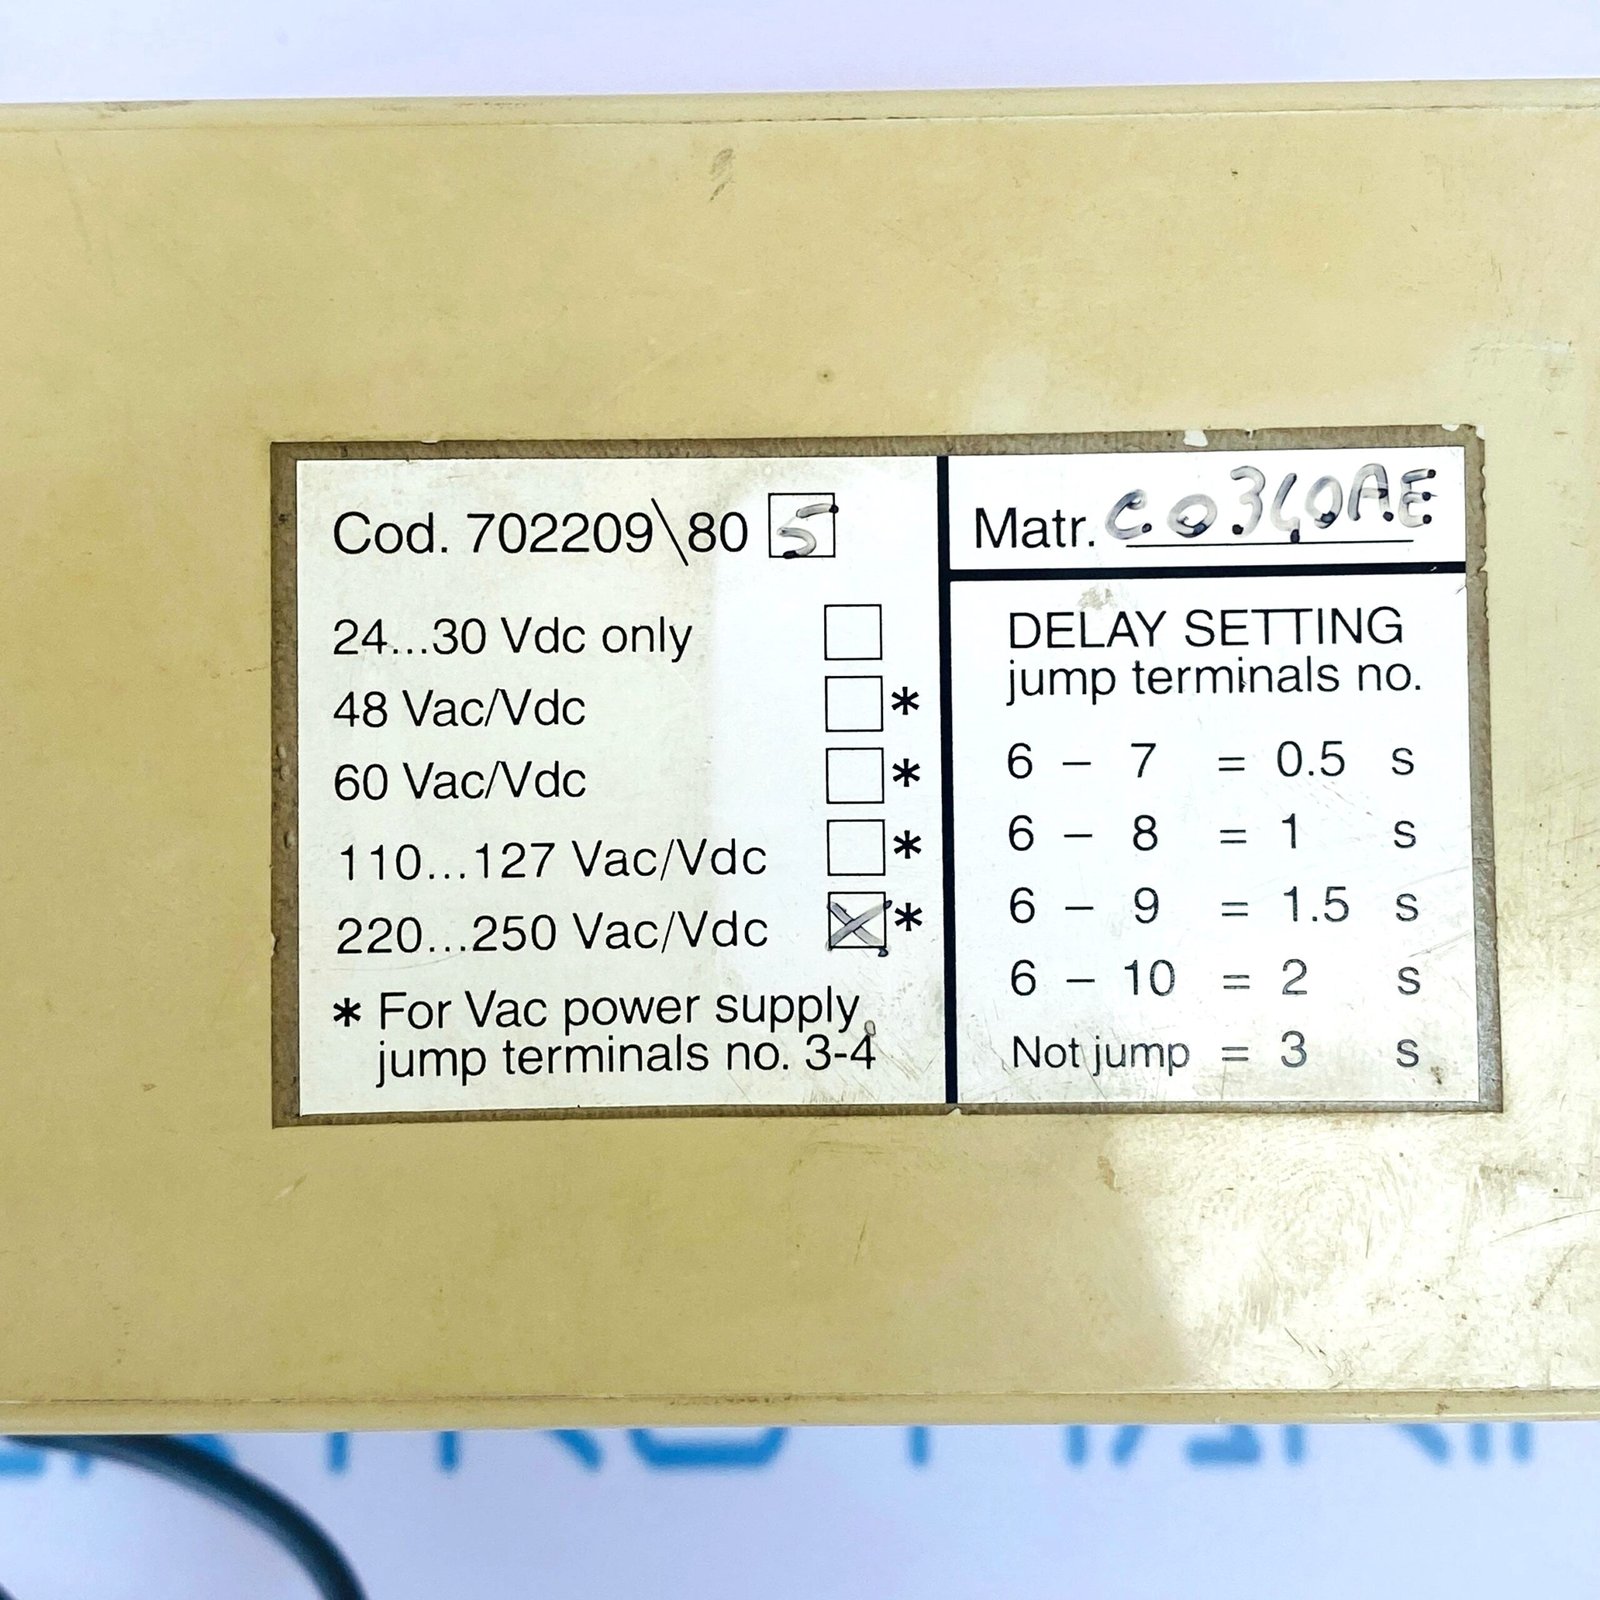 Cod. 702209\80 5
24...30 Vdc only
48 Vac/Vdc *
60 Vac/Vdc *
110...127 Vac/Vdc *
220...250 Vac/Vdc *
* For Vac power supply
jump terminals no. 3-4
Matr. C0340AE
DELAY SETTING
jump terminals no.
6 – 7 = 0.5 s
6 – 8 = 1 s
6 – 9 = 1.5 s
6 – 10 = 2 s
Not jump = 3 s